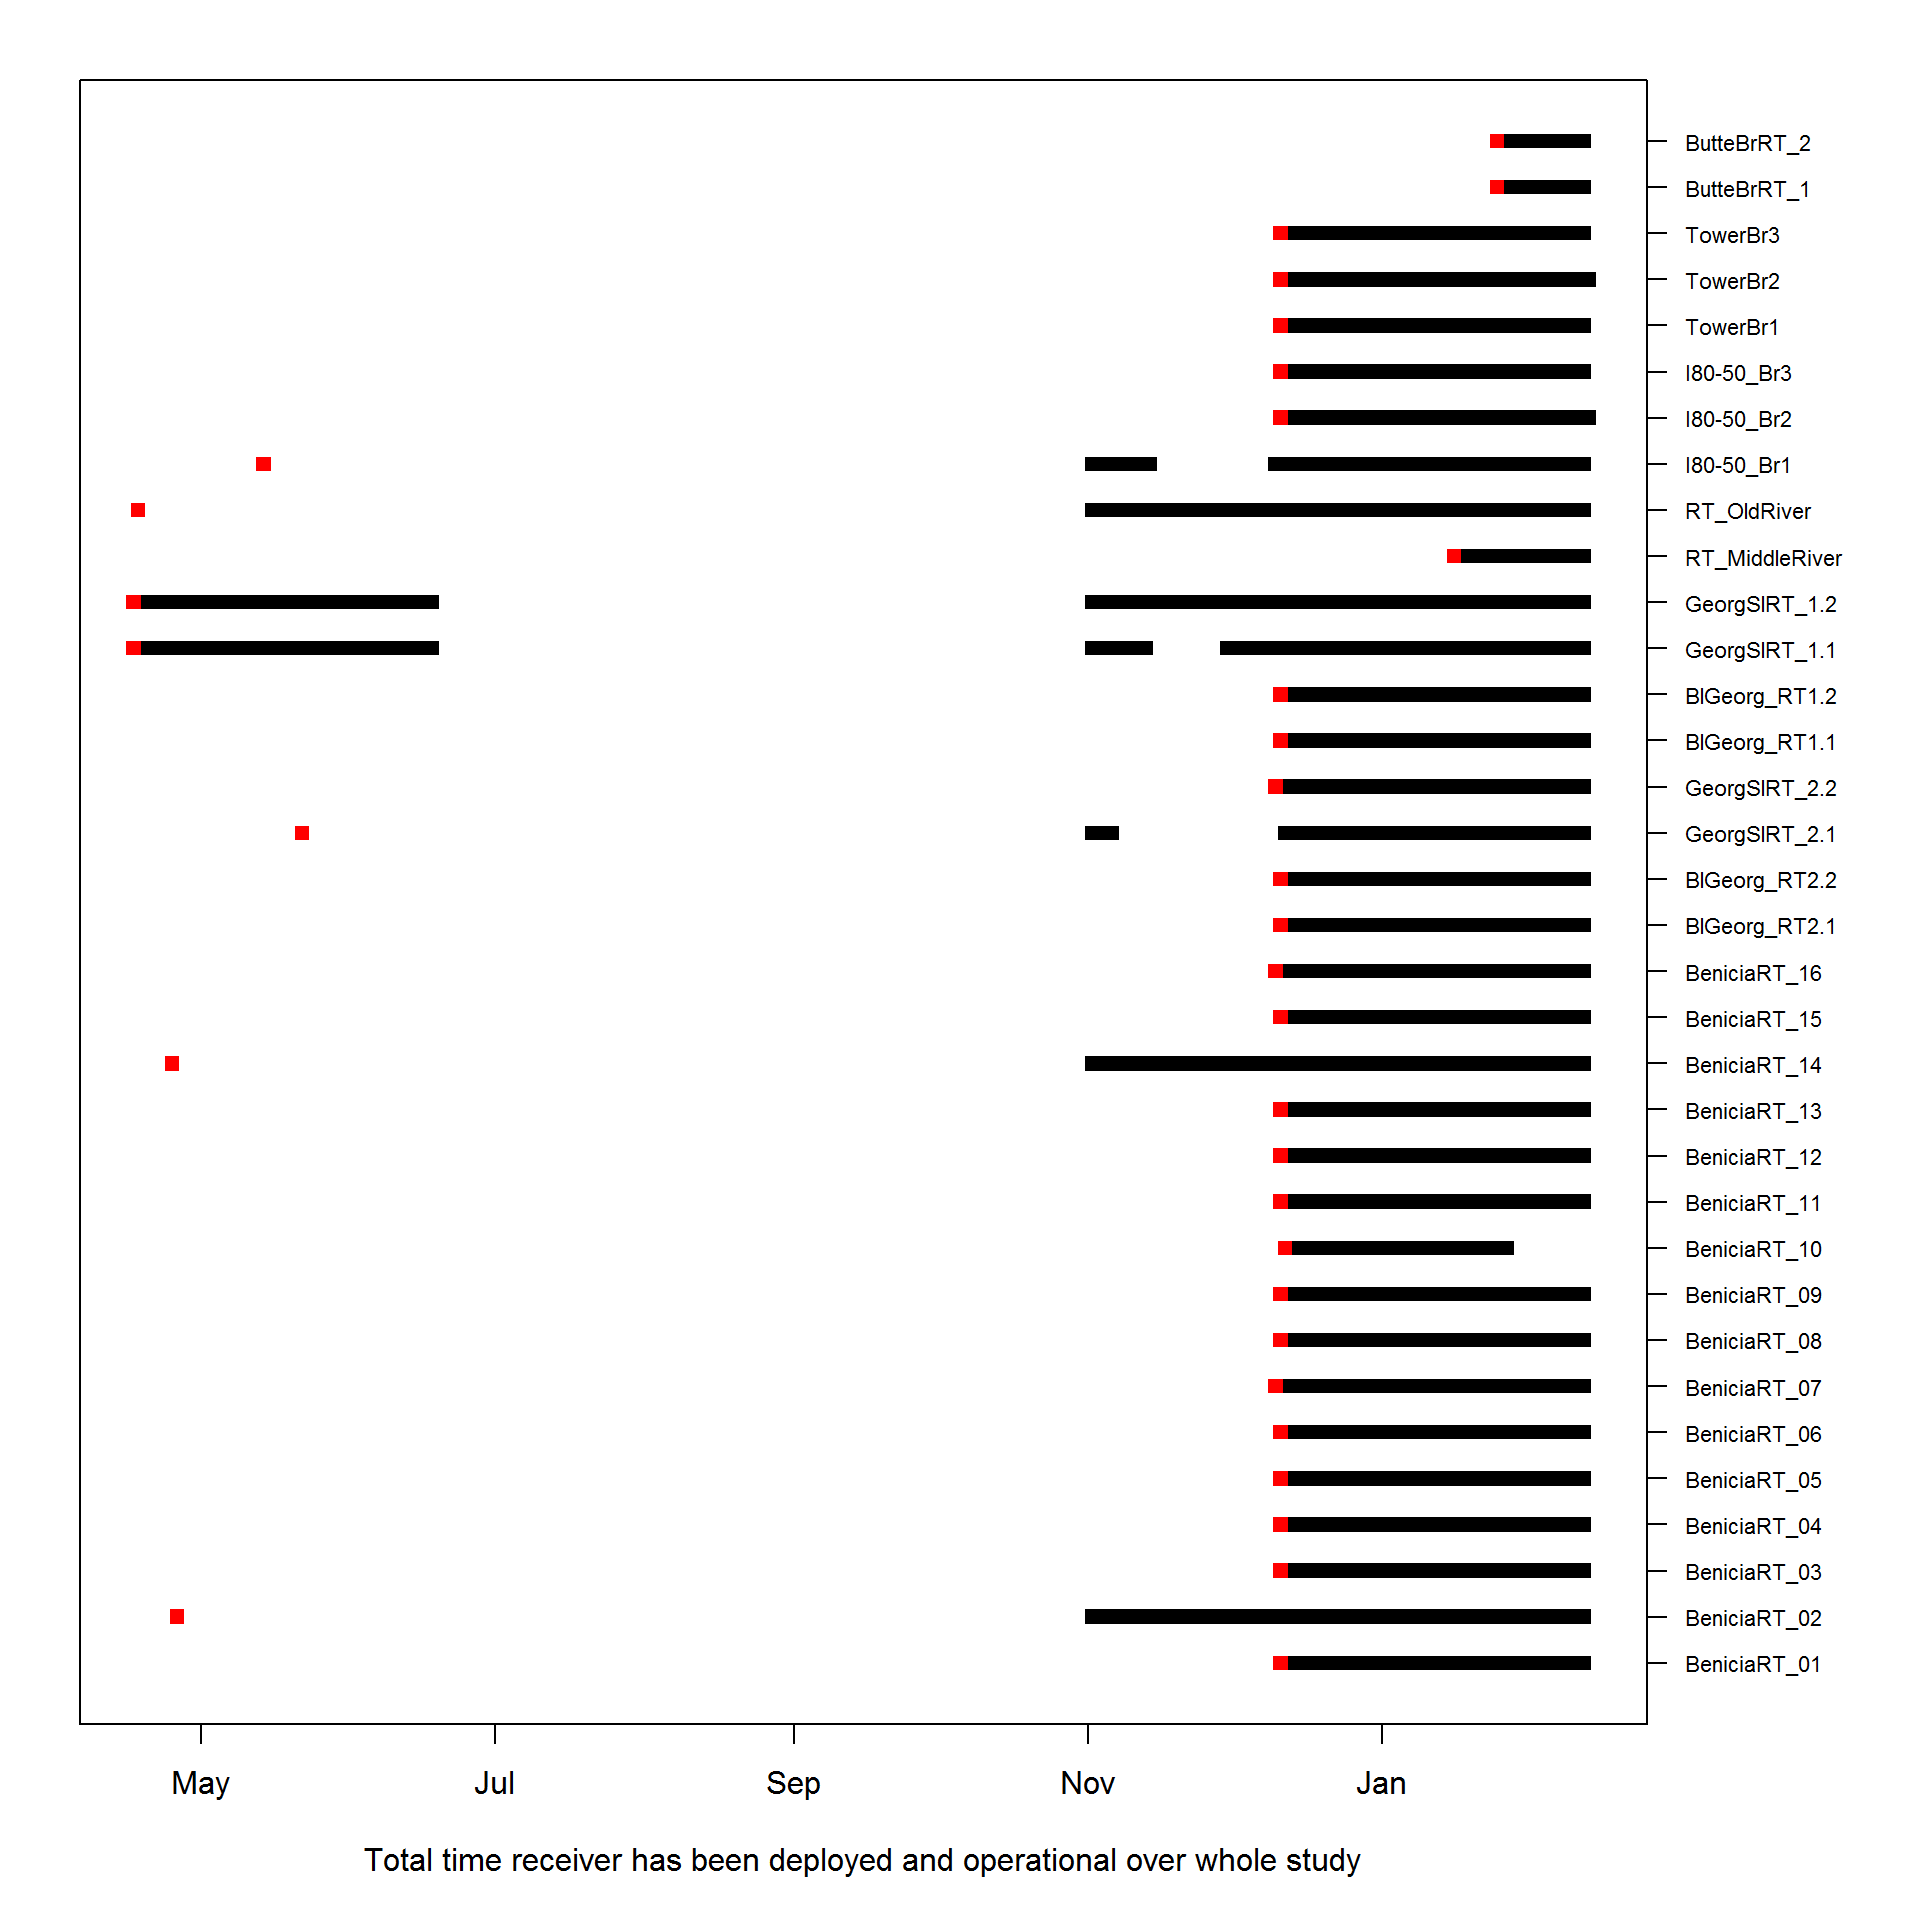 ButteBrRT_2
ButteBrRT_1
TowerBr3
TowerBr2
TowerBr1
I80-50_Br3
I80-50_Br2
I80-50_Br1
RT_OldRiver
RT_MiddleRiver
GeorgSlRT_1.2
GeorgSlRT_1.1
BlGeorg_RT1.2
BlGeorg_RT1.1
GeorgSlRT_2.2
GeorgSlRT_2.1
BlGeorg_RT2.2
BlGeorg_RT2.1
BeniciaRT_16
BeniciaRT_15
BeniciaRT_14
BeniciaRT_13
BeniciaRT_12
BeniciaRT_11
BeniciaRT_10
BeniciaRT_09
BeniciaRT_08
BeniciaRT_07
BeniciaRT_06
BeniciaRT_05
BeniciaRT_04
BeniciaRT_03
BeniciaRT_02
BeniciaRT_01
May Jul Sep Nov Jan
Total time receiver has been deployed and operational over whole study